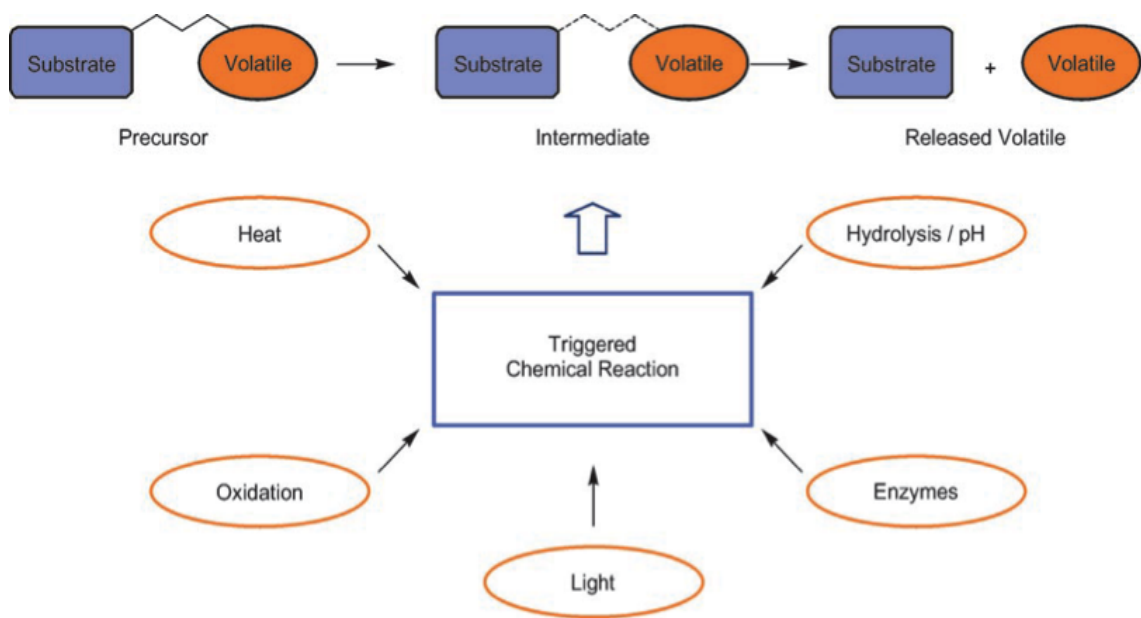 Substrate Volatile Substrate Volatile Substrate + Volatile
Precursor Intermediate Released Volatile
Heat Hydrolysis / pH
Triggered
Chemical Reaction
Oxidation Enzymes
Light